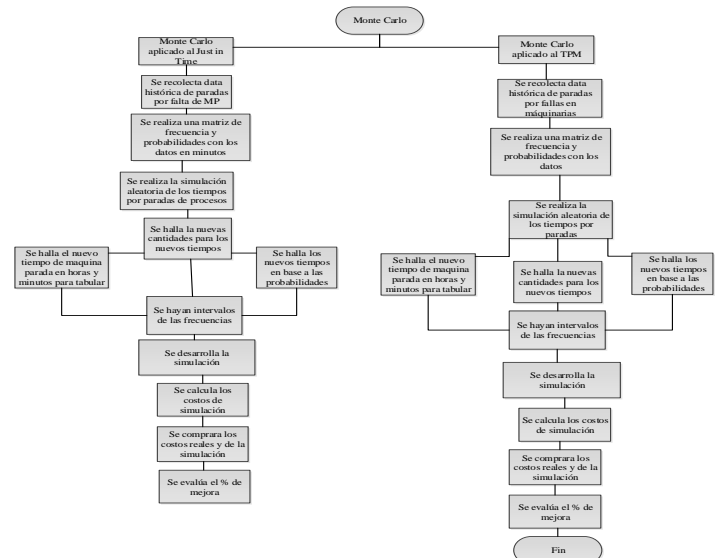 Monte Carlo
Monte Carlo
aplicado al Just in
Time
Se recolecta data
histórica de paradas
por falta de MP
Se realiza una matriz de
frecuencia y
probabilidades con los
datos en minutos
Se realiza la simulación
aleatoria de los tiempos
por paradas de procesos
Se halla la nuevas
cantidades para los
nuevos tiempos
Se halla el nuevo
tiempo de maquina
parada en horas y
minutos para tabular
Se halla los
nuevos tiempos
en base a las
probabilidades
Se hayan intervalos
de las frecuencias
Se desarrolla la
simulación
Se calcula los
costos de
simulación
Se comprara los
costos reales y de la
simulación
Se evalúa el % de
mejora
Monte Carlo
aplicado al TPM
Se recolecta data
histórica de paradas
por fallas en
máquinarias
Se realiza una matriz de
frecuencia y
probabilidades con los
datos
Se realiza la
simulación aleatoria de
los tiempos por
paradas
Se halla el nuevo
tiempo de maquina
parada en horas y
minutos para tabular
Se halla la nuevas
cantidades para los
nuevos tiempos
Se halla los
nuevos tiempos
en base a las
probabilidades
Se hayan intervalos
de las frecuencias
Se desarrolla la
simulación
Se calcula los costos
de simulación
Se comprara los
costos reales y de la
simulación
Se evalúa el % de
mejora
Fin